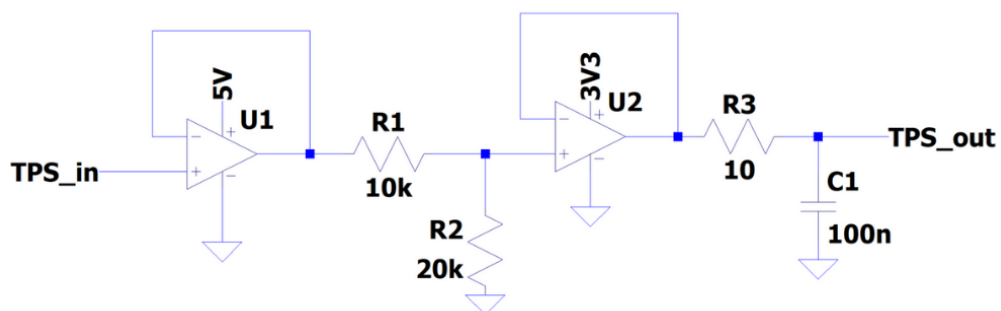 TPS_in
5V
U1
R1
10k
R2
20k
3V3
U2
R3
10
TPS_out
C1
100n